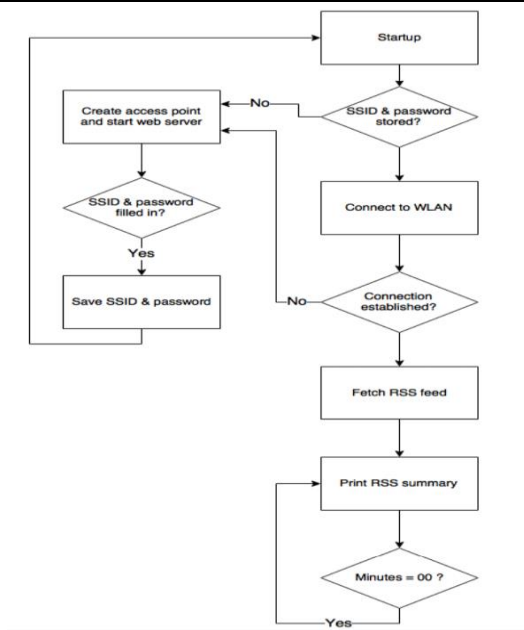 Startup
No
SSID & password
stored?
Create access point
and start web server
Connect to WLAN
SSID & password
filled in?
Yes
Save SSID & password
No
Connection
established?
Fetch RSS feed
Print RSS summary
Minutes = 00 ?
Yes